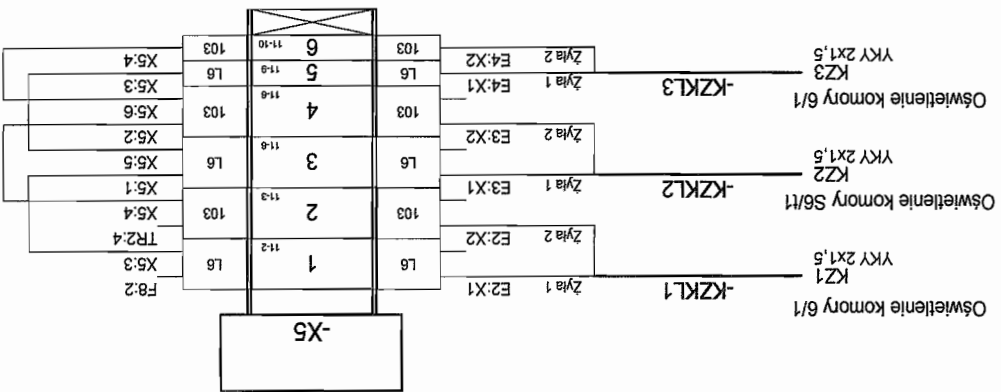 -X5
Oświetlenie komory 6/1
KZ1
YKY 2x1,5
-KZKL1
Żyła 1 E2:X1 L6 1 11-2 L6 F8:2
X5:3
Żyła 2 E2:X2 103 2 11-3 103 TR2:4
X5:4
Oświetlenie komory S6/t1
KZ2
YKY 2x1,5
-KZKL2
Żyła 1 E3:X1 L6 3 11-6 L6 X5:1
X5:5
Żyła 2 E3:X2 103 4 11-6 103 X5:2
X5:6
Oświetlenie komory 6/1
KZ3
YKY 2x1,5
-KZKL3
Żyła 1 E4:X1 L6 5 11-9 L6 X5:3
Żyła 2 E4:X2 103 6 11-10 103 X5:4